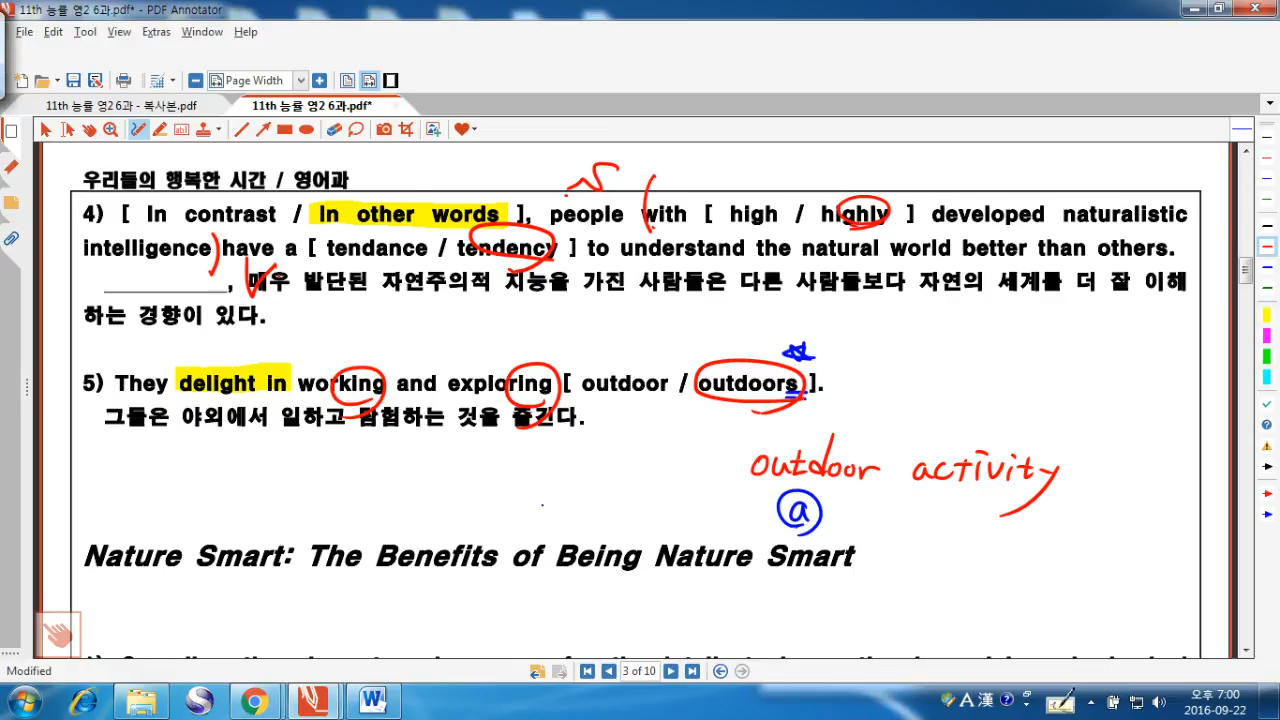 11th 능률 영2 6과.pdf* - PDF Annotator
File Edit Tool View Extras Window Help
Page Width
11th 능률 영2 6과 - 복사본.pdf 11th 능률 영2 6과.pdf*
우리들의 행복한 시간 / 영어과
4) [ In contrast / In other words ], people with [ high / highly ] developed naturalistic
intelligence have a [ tendance / tendency ] to understand the natural world better than others.
__________, 매우 발단된 자연주의적 지능을 가진 사람들은 다른 사람들보다 자연의 세계를 더 잘 이해
하는 경향이 있다.
5) They delight in working and exploring [ outdoor / outdoors ].
그들은 야외에서 일하고 탐험하는 것을 즐긴다.
outdoor activity
a
Nature Smart: The Benefits of Being Nature Smart
Modified
3 of 10
A 漢
오후 7:00
2016-09-22